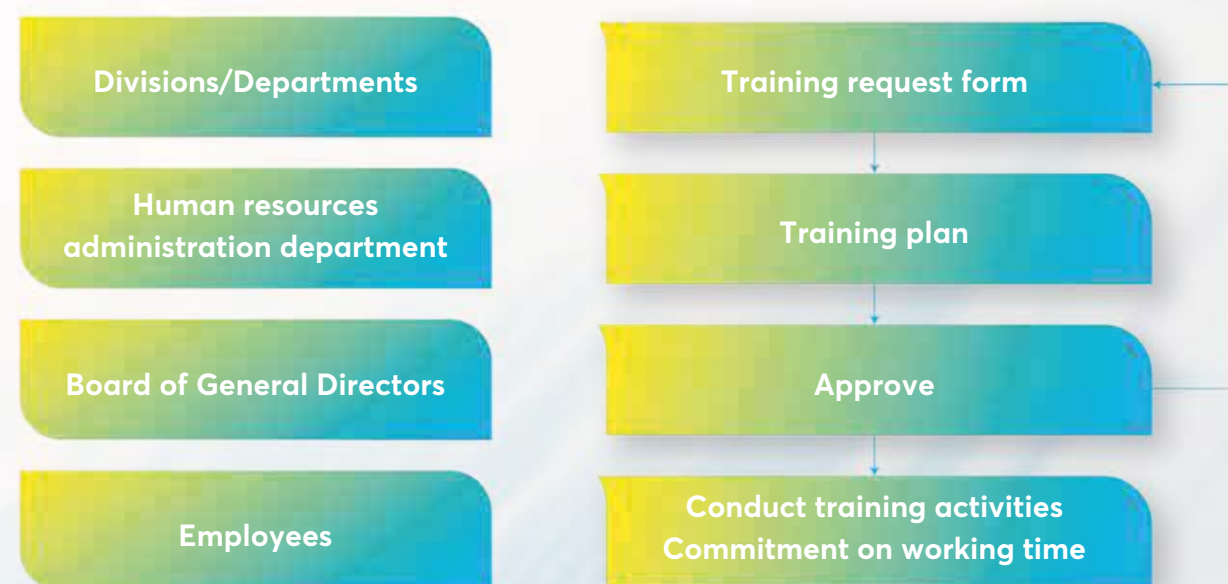 Divisions/Departments
Training request form
Human resources
administration department
Training plan
Board of General Directors
Approve
Employees
Conduct training activities
Commitment on working time